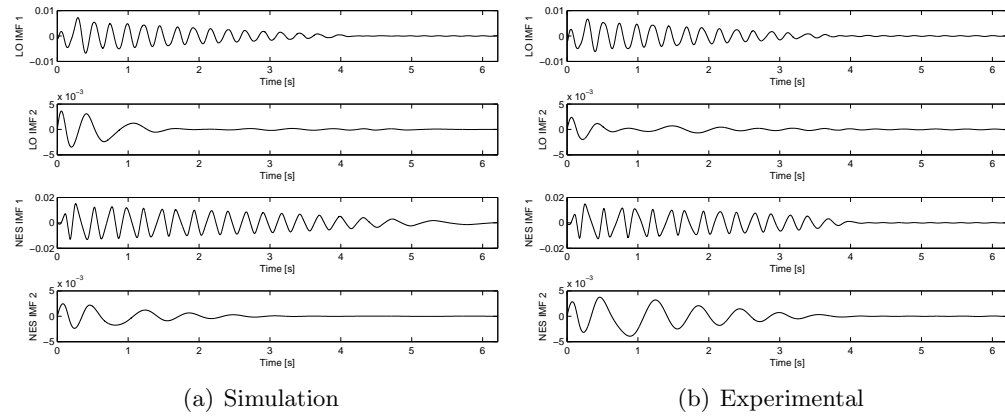 0.01
0
−0.01
LO IMF 1
0 1 2 3 4 5 6
Time [s]
x 10⁻³
5
0
−5
LO IMF 2
0 1 2 3 4 5 6
Time [s]
0.02
0
−0.02
NES IMF 1
0 1 2 3 4 5 6
Time [s]
x 10⁻³
5
0
−5
NES IMF 2
0 1 2 3 4 5 6
Time [s]
(a) Simulation
0.01
0
−0.01
LO IMF 1
0 1 2 3 4 5 6
Time [s]
x 10⁻³
5
0
−5
LO IMF 2
0 1 2 3 4 5 6
Time [s]
0.02
0
−0.02
NES IMF 1
0 1 2 3 4 5 6
Time [s]
x 10⁻³
5
0
−5
NES IMF 2
0 1 2 3 4 5 6
Time [s]
(b) Experimental